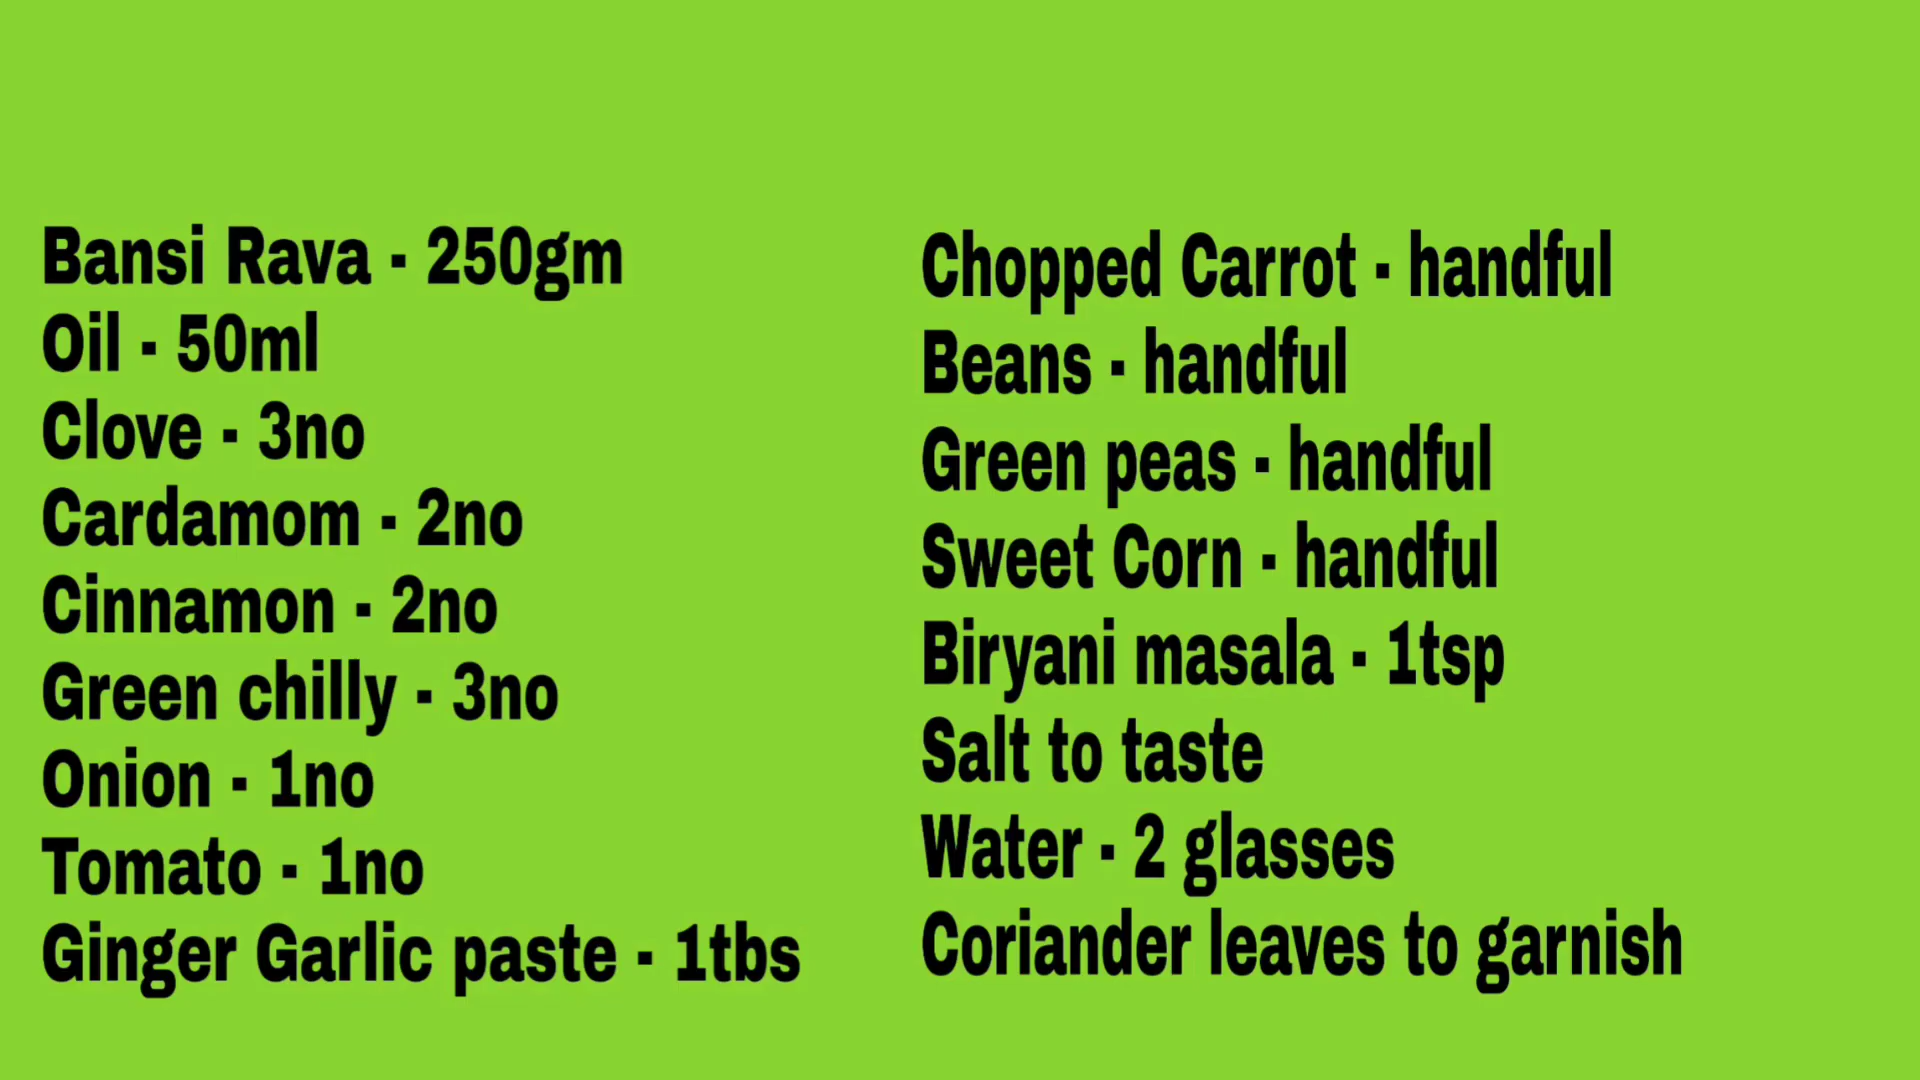 Bansi Rava - 250gm
Oil - 50ml
Clove - 3no
Cardamom - 2no
Cinnamon - 2no
Green chilly - 3no
Onion - 1no
Tomato - 1no
Ginger Garlic paste - 1tbs
Chopped Carrot - handful
Beans - handful
Green peas - handful
Sweet Corn - handful
Biryani masala - 1tsp
Salt to taste
Water - 2 glasses
Coriander leaves to garnish